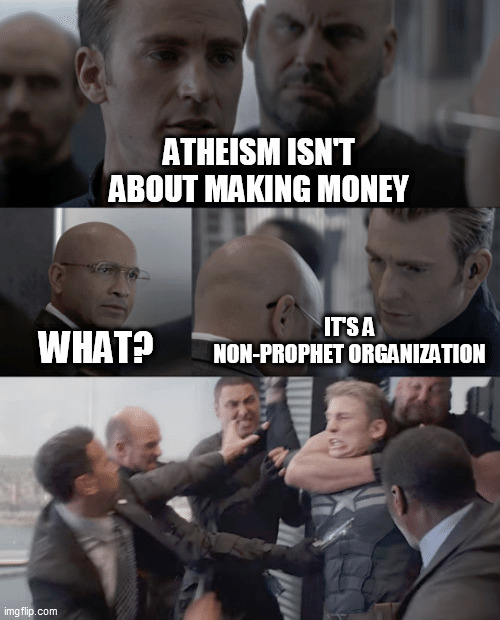 ATHEISM ISN'T
ABOUT MAKING MONEY
WHAT?
IT'S A
NON-PROPHET ORGANIZATION
imgflip.com